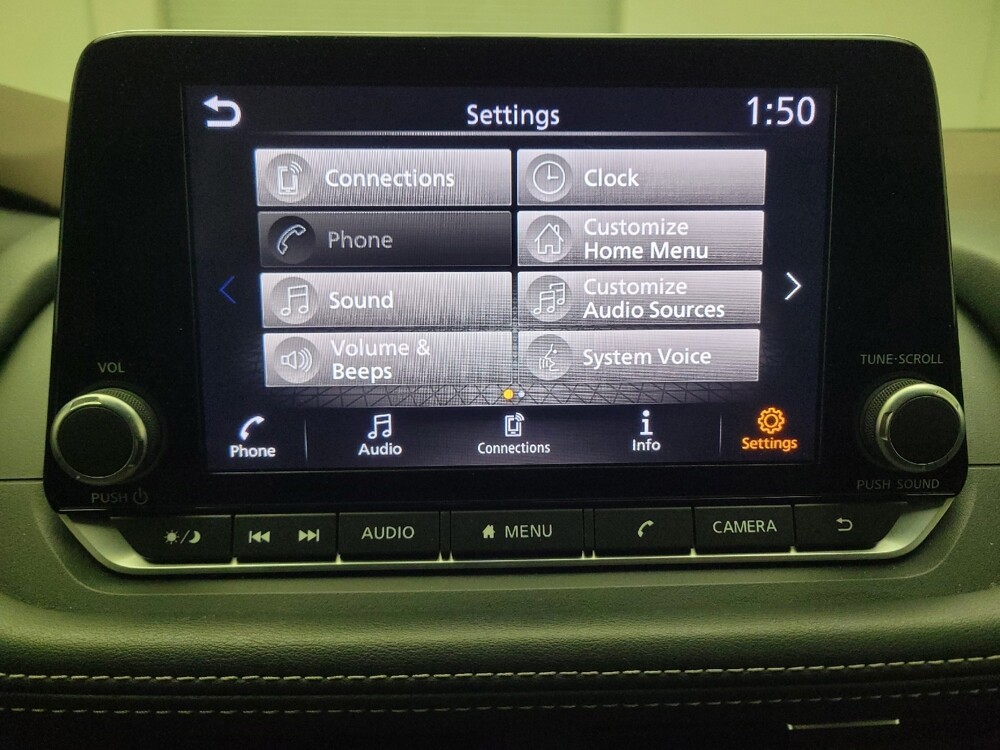 Settings
1:50
Connections
Clock
Phone
Customize
Home Menu
Sound
Customize
Audio Sources
Volume &
Beeps
System Voice
VOL
TUNE·SCROLL
Phone
Audio
Connections
Info
Settings
PUSH
PUSH SOUND
AUDIO
MENU
CAMERA